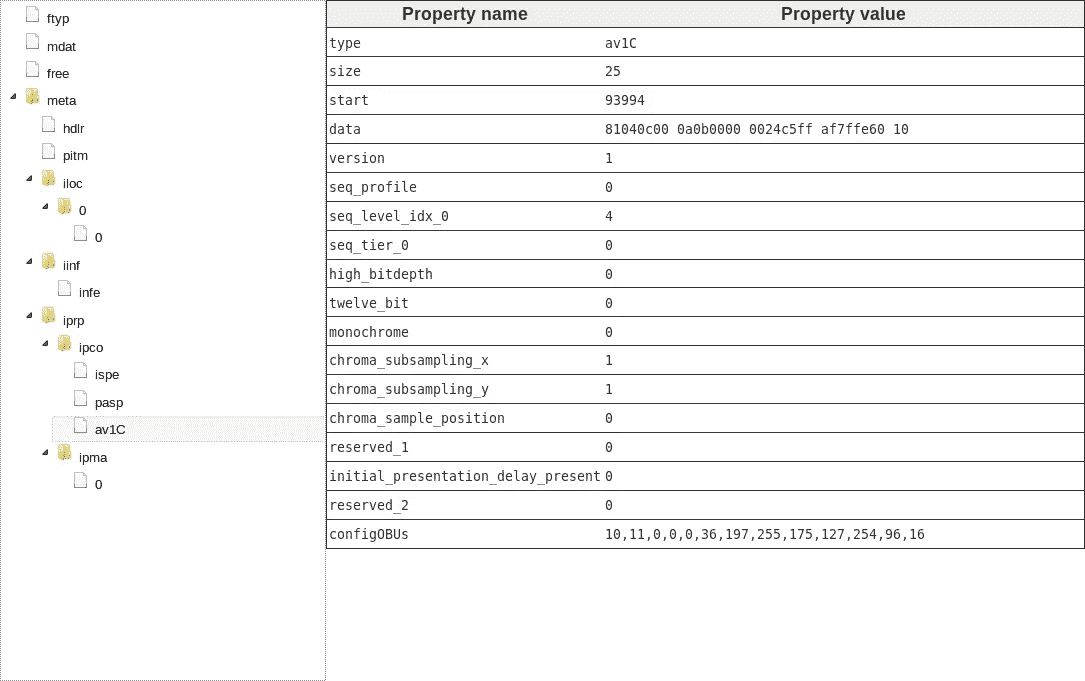 ftyp
mdat
free
meta
hdlr
pitm
iloc
0
0
iinf
infe
iprp
ipco
ispe
pasp
av1C
ipma
0
Property name Property value
type av1C
size 25
start 93994
data 81040c00 0a0b0000 0024c5ff af7ffe60 10
version 1
seq_profile 0
seq_level_idx_0 4
seq_tier_0 0
high_bitdepth 0
twelve_bit 0
monochrome 0
chroma_subsampling_x 1
chroma_subsampling_y 1
chroma_sample_position 0
reserved_1 0
initial_presentation_delay_present 0
reserved_2 0
configOBUs 10,11,0,0,0,36,197,255,175,127,254,96,16